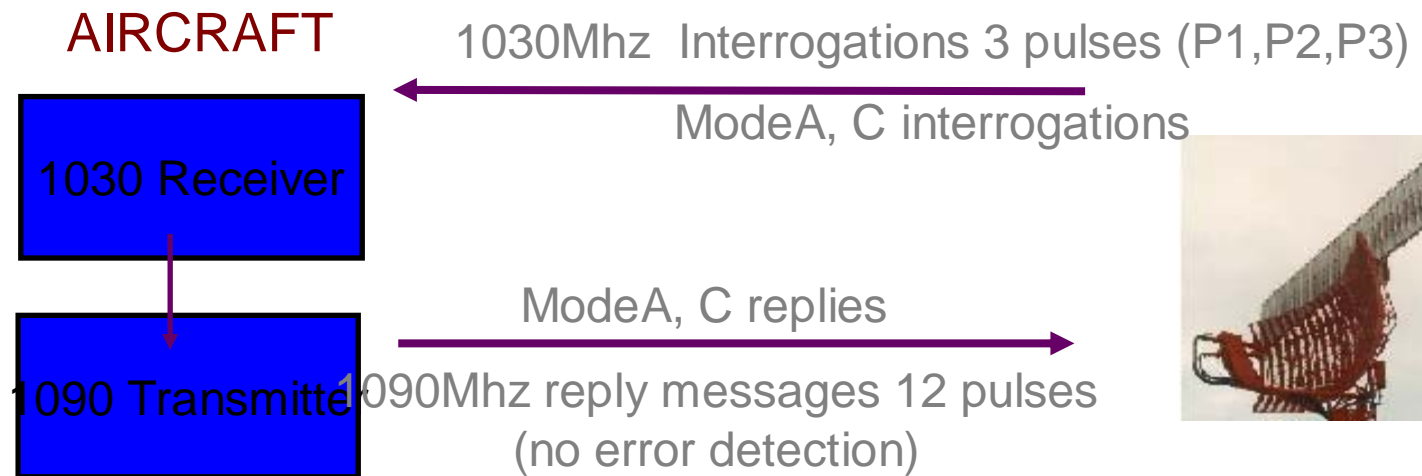 AIRCRAFT
1030Mhz Interrogations 3 pulses (P1,P2,P3)
ModeA, C interrogations
1030 Receiver
ModeA, C replies
1090 Transmitter
1090Mhz reply messages 12 pulses
(no error detection)